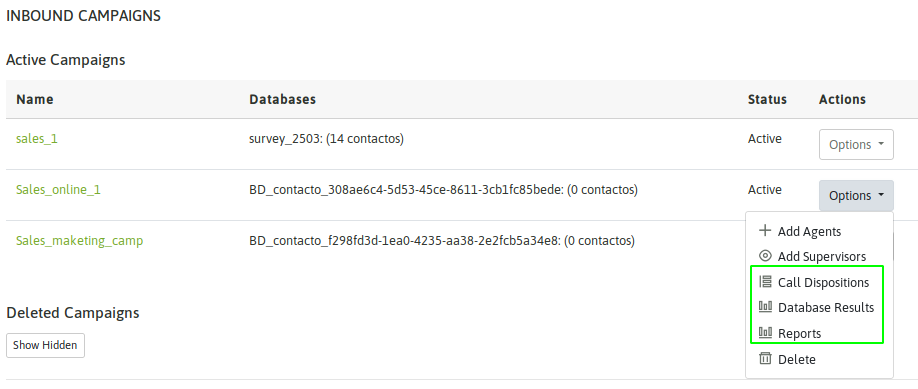 INBOUND CAMPAIGNS
Active Campaigns
Name Databases Status Actions
sales_1 survey_2503: (14 contactos) Active Options
Sales_online_1 BD_contacto_308ae6c4-5d53-45ce-8611-3cb1fc85bede: (0 contactos) Active Options
Sales_maketing_camp BD_contacto_f298fd3d-1ea0-4235-aa38-2e2fcb5a34e8: (0 contactos)
Add Agents
Add Supervisors
Call Dispositions
Database Results
Reports
Delete
Deleted Campaigns
Show Hidden